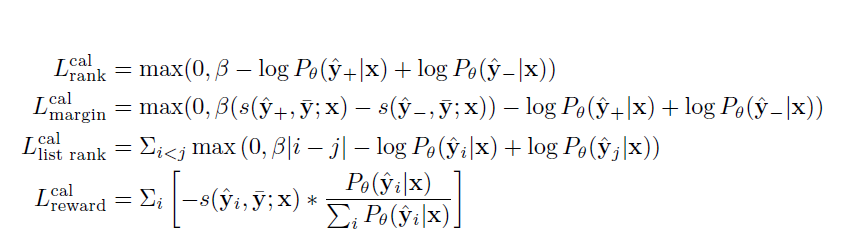 L^cal_rank = max(0, β − log P_θ(ŷ_+|x) + log P_θ(ŷ_−|x))
L^cal_margin = max(0, β(s(ŷ_+, ȳ; x) − s(ŷ_−, ȳ; x)) − log P_θ(ŷ_+|x) + log P_θ(ŷ_−|x))
L^cal_list rank = Σ_{i<j} max (0, β|i − j| − log P_θ(ŷ_i|x) + log P_θ(ŷ_j|x))
L^cal_reward = Σ_i [−s(ŷ_i, ȳ; x) ∗ P_θ(ŷ_i|x) / ∑_i P_θ(ŷ_i|x)]